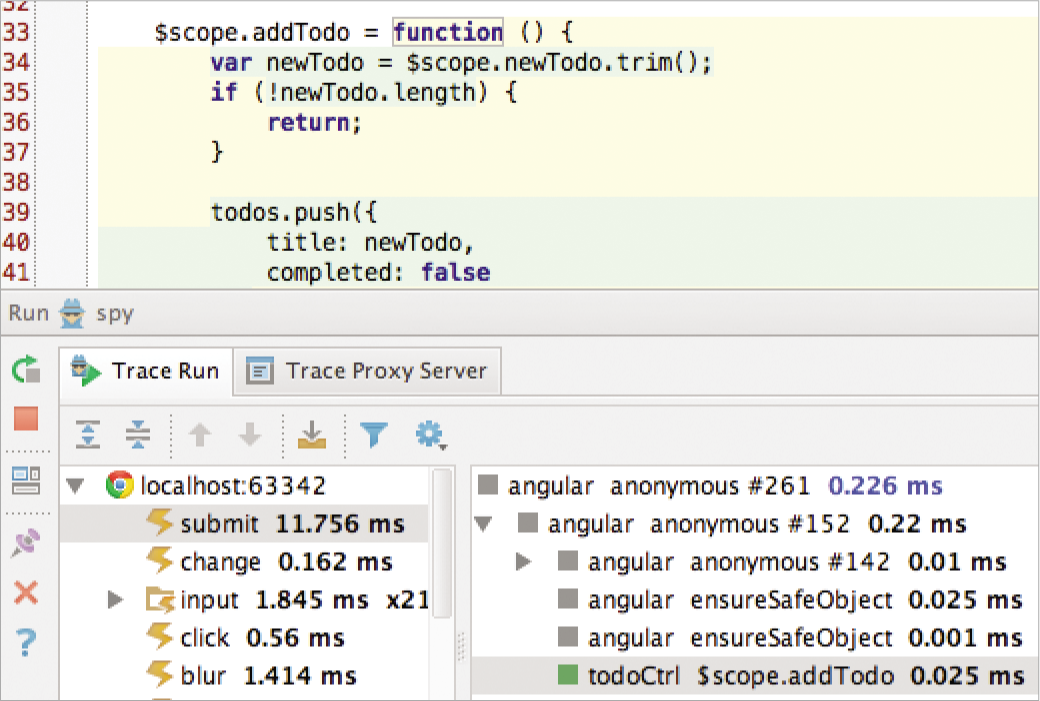 32
33 $scope.addTodo = function () {
34 var newTodo = $scope.newTodo.trim();
35 if (!newTodo.length) {
36 return;
37 }
38
39 todos.push({
40 title: newTodo,
41 completed: false
Run spy
Trace Run Trace Proxy Server
localhost:63342
submit 11.756 ms
change 0.162 ms
input 1.845 ms x21
click 0.56 ms
blur 1.414 ms
angular anonymous #261 0.226 ms
angular anonymous #152 0.22 ms
angular anonymous #142 0.01 ms
angular ensureSafeObject 0.025 ms
angular ensureSafeObject 0.001 ms
todoCtrl $scope.addTodo 0.025 ms